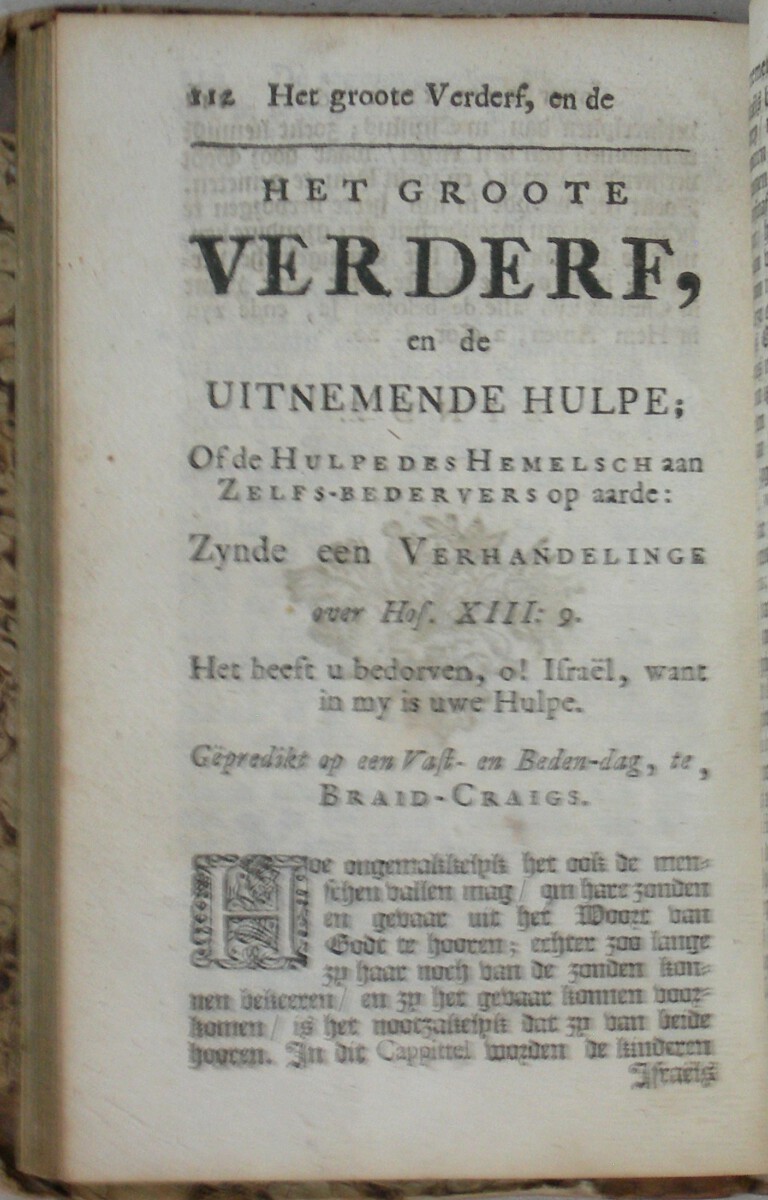 112 Het groote Verderf, en de
HET GROOTE
VERDERF,
en de
UITNEMENDE HULPE;
Of de HULPE DES HEMELSCH aan
ZELFS-BEDERVERS op aarde:
Zynde een VERHANDELINGE
over Hoſ. XIII: 9.
Het heeft u bedorven, o! Iſraël, want
in my is uwe Hulpe.
Gepredikt op een Vaſt- en Beden-dag, te,
BRAID-CRAIGS.
Hoe ongemakkelyk het ook de men-
ſchen vallen mag / om hare zonden
en gevaar uit het Woort van
Godt te hooren; echter zoo lange
zy haar noch van de zonden kon-
nen bekeeren / en zy het gevaar konnen voor-
komen / is het nootzakelyk dat zy van beide
hooren. In dit Cappittel worden de kinderen
Iſraëls